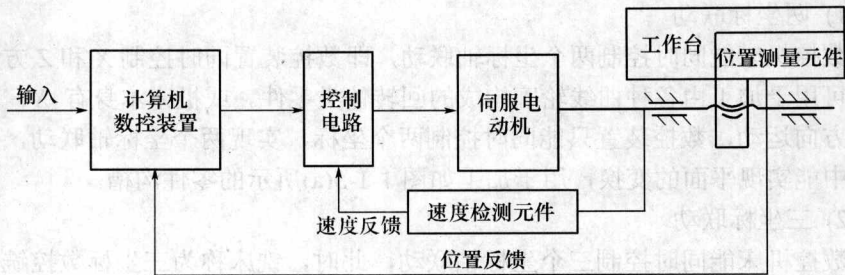 工作台
位置测量元件
输入
计算机
数控装置
控制
电路
伺服电
动机
速度反馈
速度检测元件
位置反馈